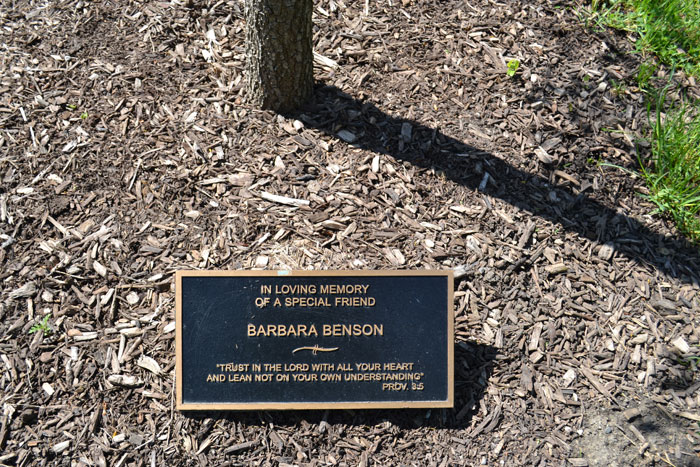 IN LOVING MEMORY
OF A SPECIAL FRIEND
BARBARA BENSON
"TRUST IN THE LORD WITH ALL YOUR HEART
AND LEAN NOT ON YOUR OWN UNDERSTANDING"
PROV. 3:5